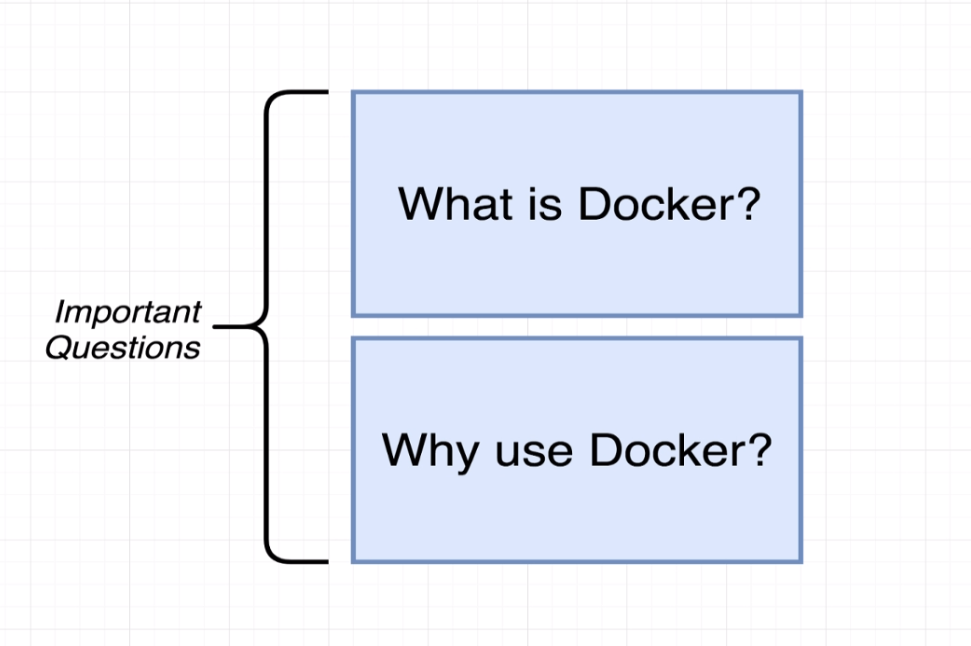 Important
Questions
What is Docker?
Why use Docker?